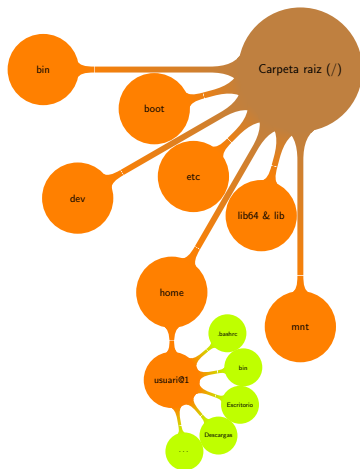 Carpeta raiz (/)
bin
boot
etc
dev
lib64 & lib
home
mnt
usuari@1
.bashrc
bin
Escritorio
Descargas
...